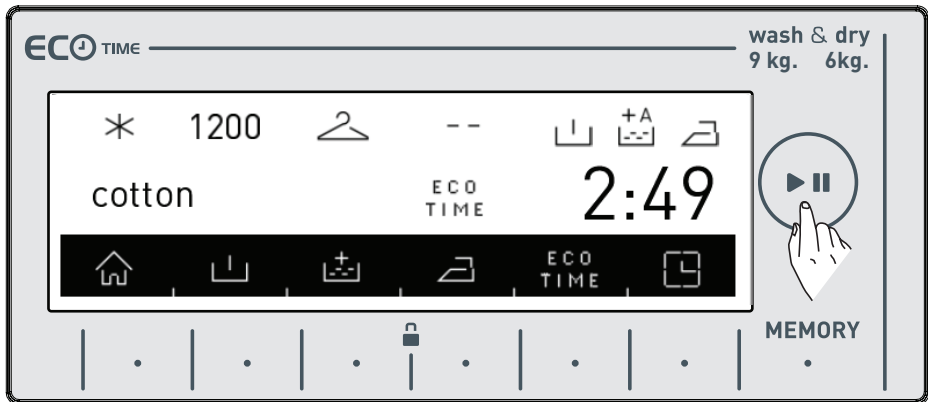 ECO TIME
wash & dry
9 kg. 6kg.
1200 -- +A
cotton ECO TIME 2:49
ECO TIME
MEMORY